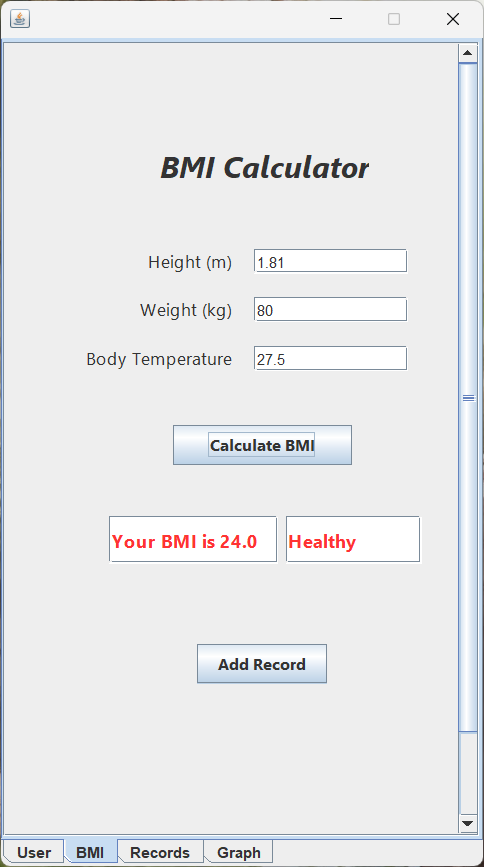 BMI Calculator
Height (m) 1.81
Weight (kg) 80
Body Temperature 27.5
Calculate BMI
Your BMI is 24.0 Healthy
Add Record
User BMI Records Graph